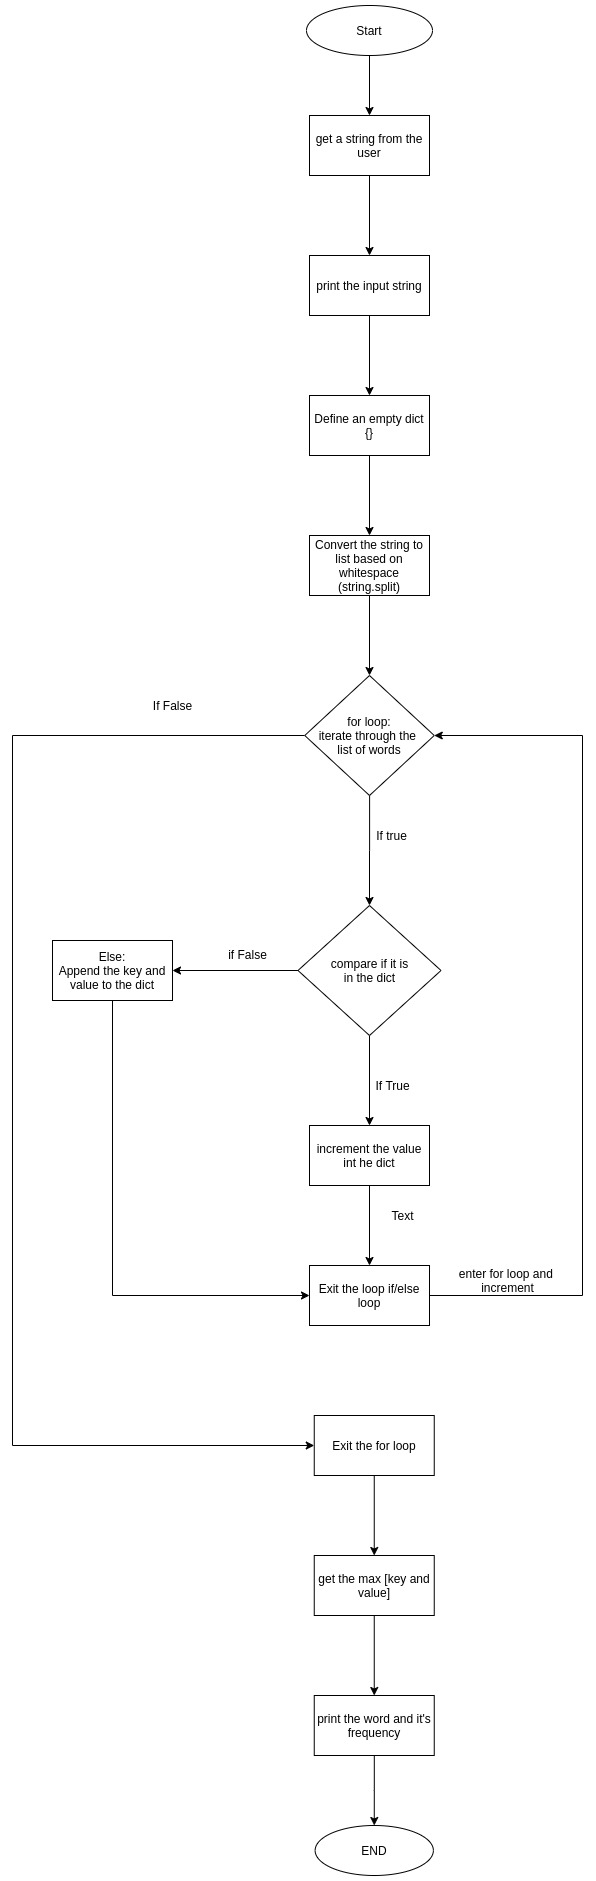 Start
get a string from the
user
print the input string
Define an empty dict
{}
Convert the string to
list based on
whitespace
(string.split)
If False
for loop:
iterate through the
list of words
If true
Else:
Append the key and
value to the dict
if False
compare if it is
in the dict
If True
increment the value
int he dict
Text
Exit the loop if/else
loop
enter for loop and
increment
Exit the for loop
get the max [key and
value]
print the word and it's
frequency
END